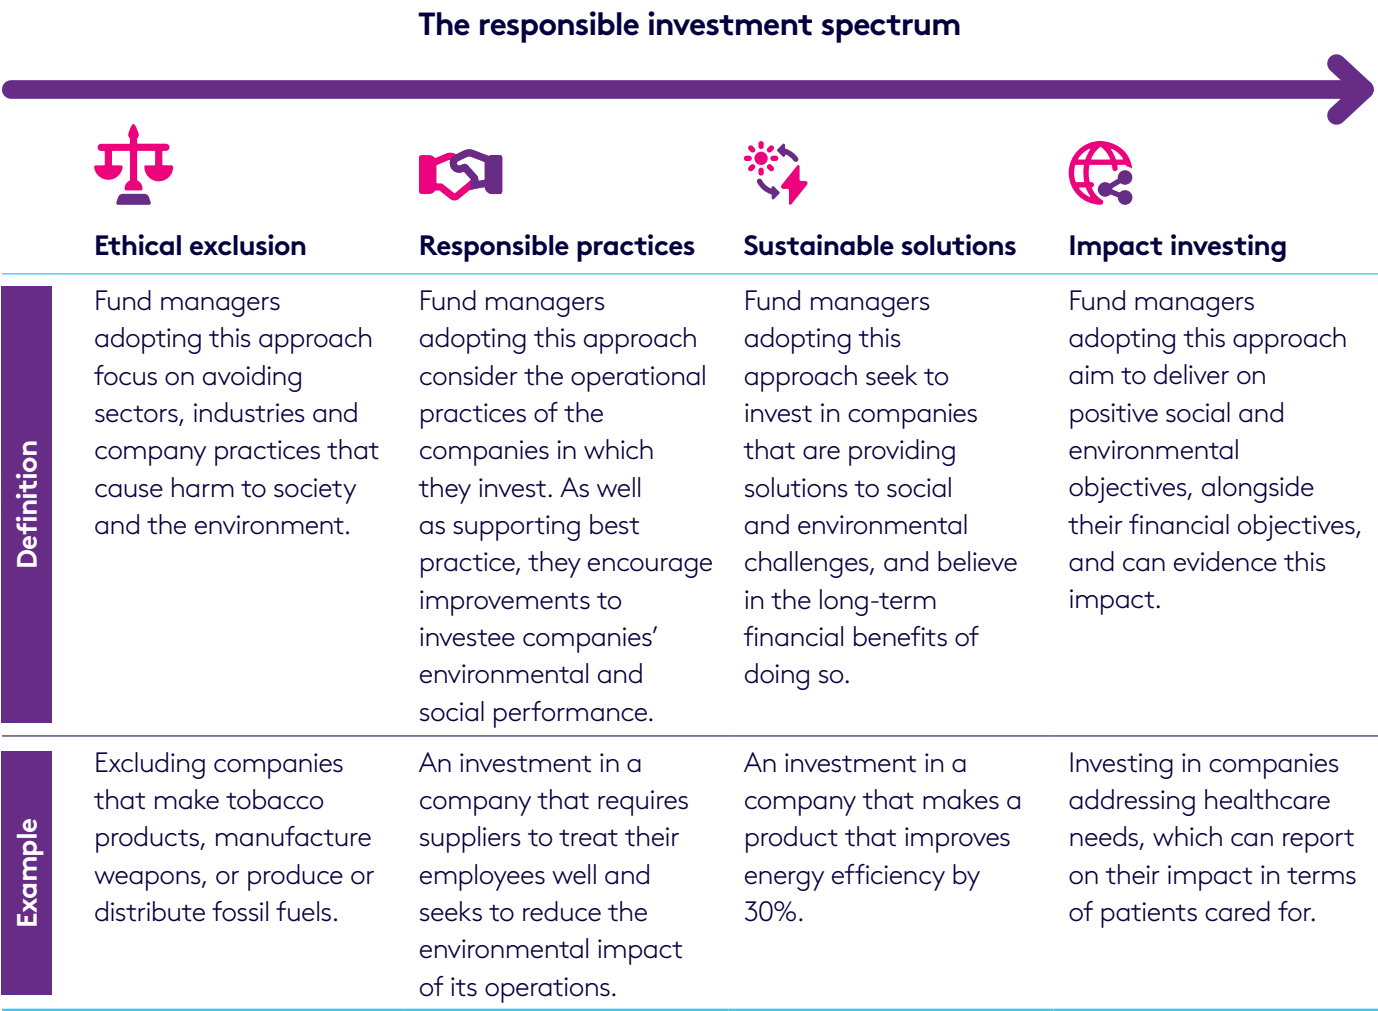 The responsible investment spectrum
Ethical exclusion
Responsible practices
Sustainable solutions
Impact investing
Definition
Fund managers
adopting this approach
focus on avoiding
sectors, industries and
company practices that
cause harm to society
and the environment.
Fund managers
adopting this approach
consider the operational
practices of the
companies in which
they invest. As well
as supporting best
practice, they encourage
improvements to
investee companies’
environmental and
social performance.
Fund managers
adopting this
approach seek to
invest in companies
that are providing
solutions to social
and environmental
challenges, and believe
in the long-term
financial benefits of
doing so.
Fund managers
adopting this approach
aim to deliver on
positive social and
environmental
objectives, alongside
their financial objectives,
and can evidence this
impact.
Example
Excluding companies
that make tobacco
products, manufacture
weapons, or produce or
distribute fossil fuels.
An investment in a
company that requires
suppliers to treat their
employees well and
seeks to reduce the
environmental impact
of its operations.
An investment in a
company that makes a
product that improves
energy efficiency by
30%.
Investing in companies
addressing healthcare
needs, which can report
on their impact in terms
of patients cared for.